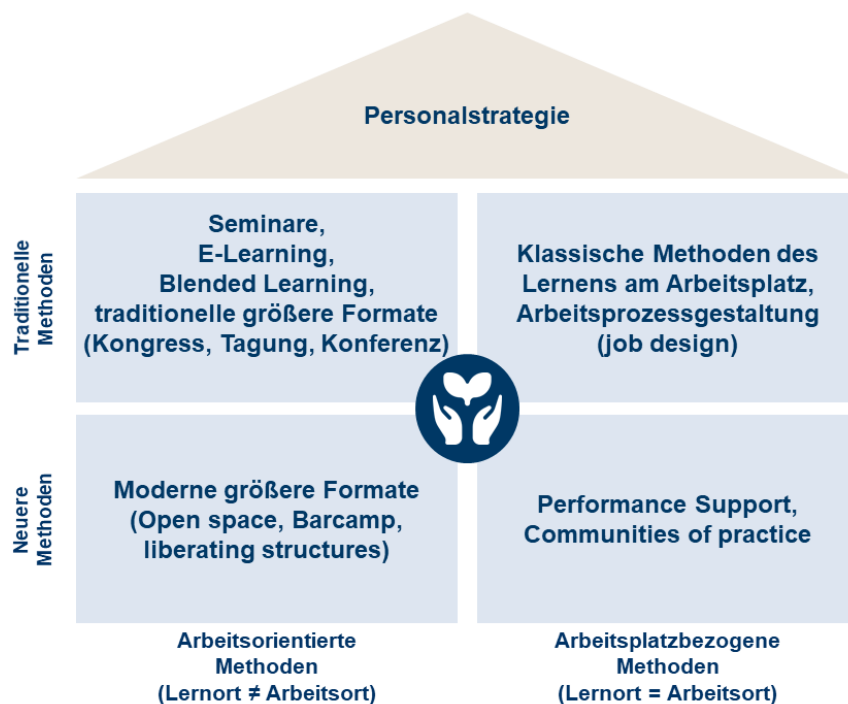 Personalstrategie
Traditionelle
Methoden
Seminare,
E-Learning,
Blended Learning,
traditionelle größere Formate
(Kongress, Tagung, Konferenz)
Klassische Methoden des
Lernens am Arbeitsplatz,
Arbeitsprozessgestaltung
(job design)
Neuere
Methoden
Moderne größere Formate
(Open space, Barcamp,
liberating structures)
Performance Support,
Communities of practice
Arbeitsorientierte
Methoden
(Lernort ≠ Arbeitsort)
Arbeitsplatzbezogene
Methoden
(Lernort = Arbeitsort)